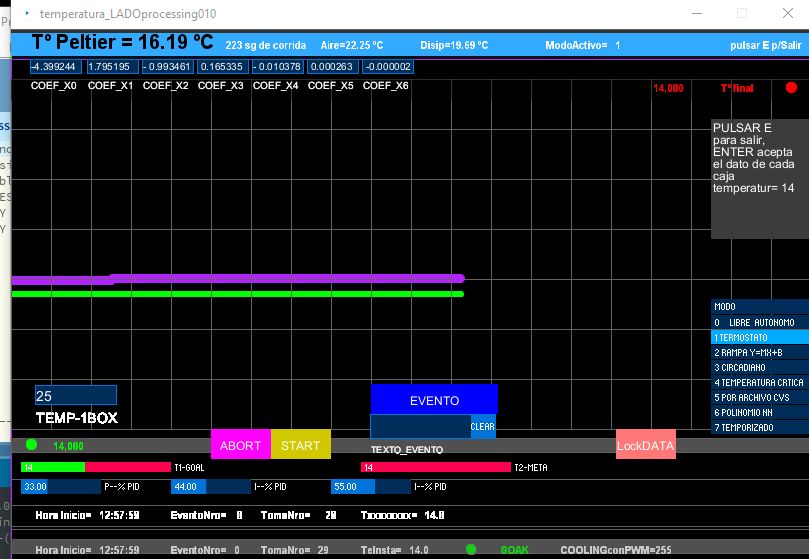 temperatura_LADOprocessing010
Tº Peltier = 16.19 ºC 223 sg de corrida Aire=22.25 ºC Disip=19.69 ºC ModoActivo= 1 pulsar E p/Salir
-4.399244 1.795195 - 0.993461 0.165335 - 0.010378 0.000263 -0.000002
COEF_X0 COEF_X1 COEF_X2 COEF_X3 COEF_X4 COEF_X5 COEF_X6
14,000 Tº final
PULSAR E
para salir,
ENTER acepta
el dato de cada
caja
temperatur= 14
MODO
0 LIBRE AUTONOMO
1 TERMOSTATO
2 RAMPA Y=MX+B
3 CIRCADIANO
4 TEMPERATURA CRTICA
5 POR ARCHIVO CVS
6 POLINOMIO NN
7 TEMPORIZADO
25
TEMP-1BOX
EVENTO
CLEAR
TEXTO_EVENTO
14,000
ABORT START LockDATA
14 T1-GOAL 14 T2-META
33.00 P--% PID 44.00 I--% PID 55.00 I--% PID
Hora Inicio= 12:57:59 EventoNro= 0 TomaNro= 29 14.0
Hora Inicio= 12:57:59 EventoNro= 0 TomaNro= 29 TeInsta= 14.0 SOAK COOLINGconPWM=255